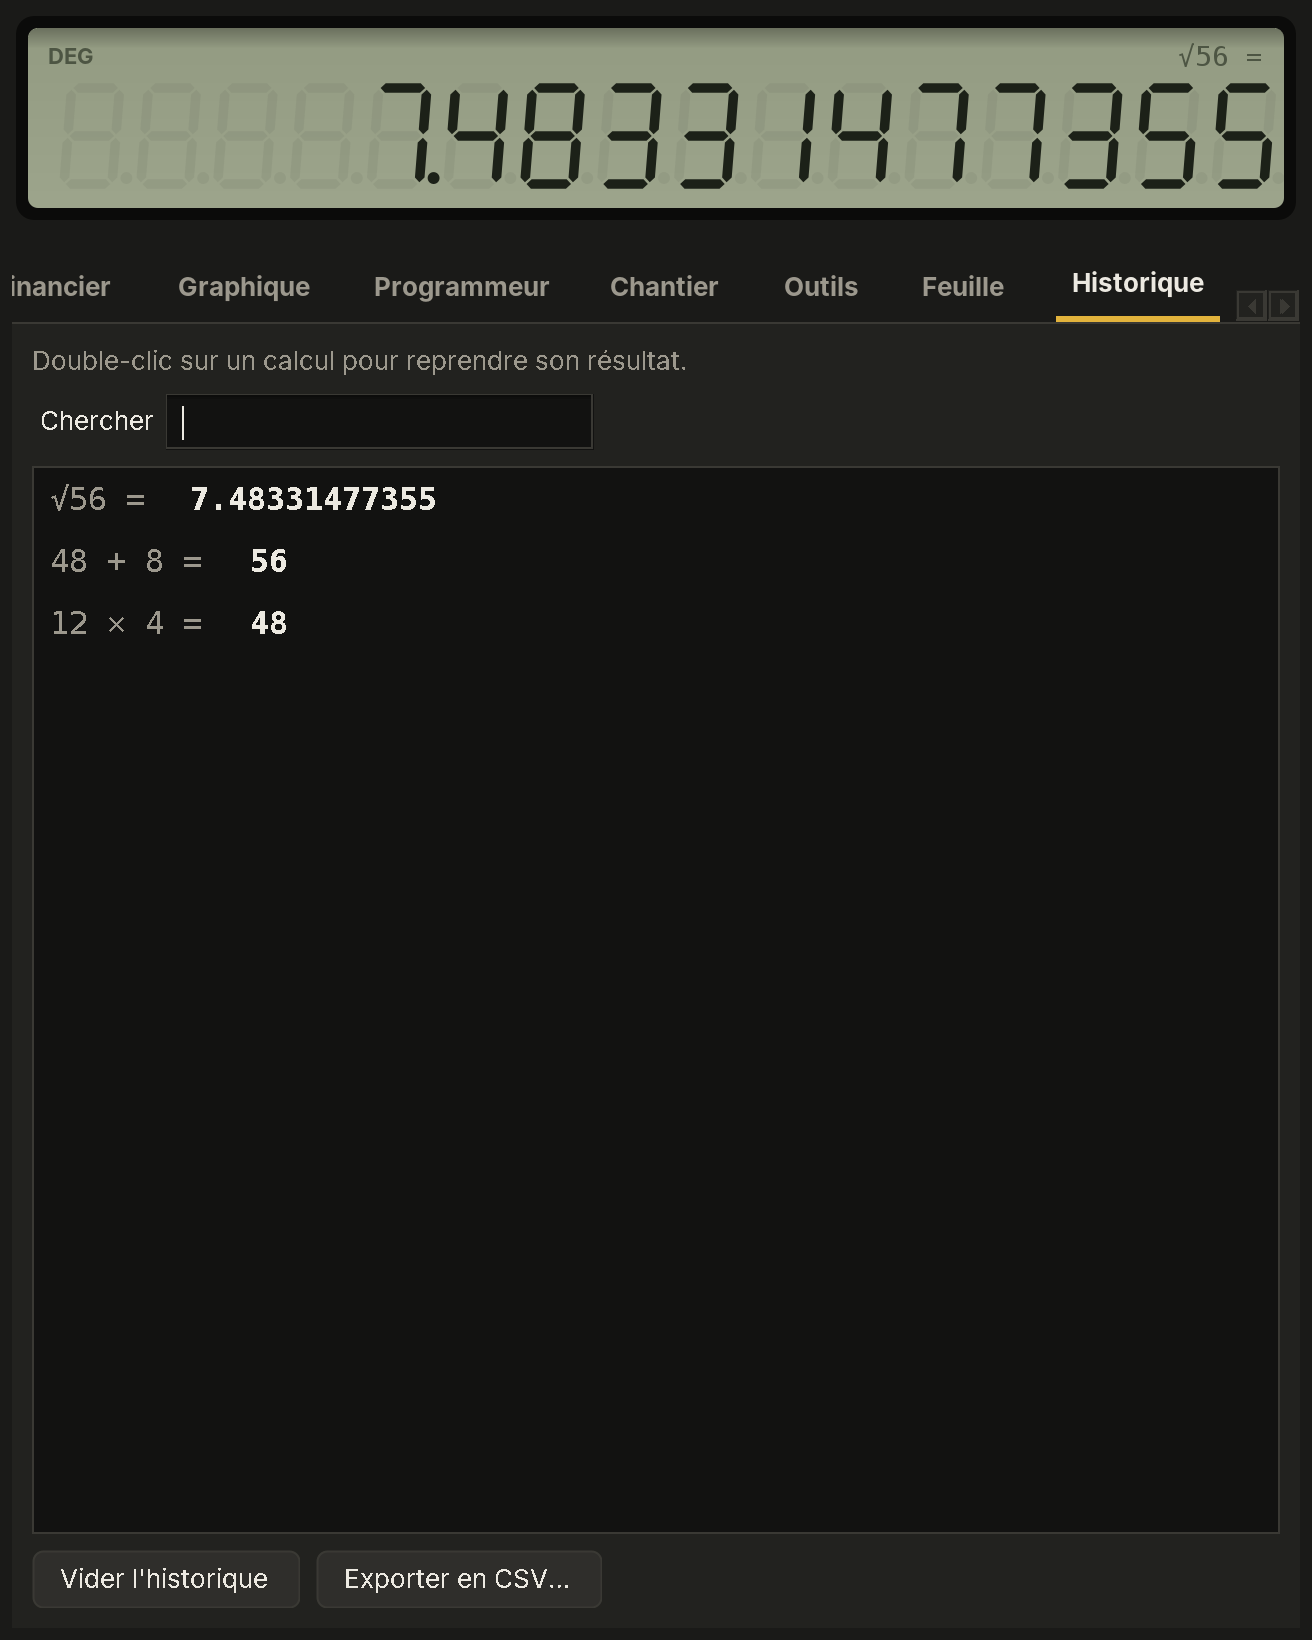 DEG
√56 =
7.48331477355
inancier Graphique Programmeur Chantier Outils Feuille Historique
Double-clic sur un calcul pour reprendre son résultat.
Chercher
√56 = 7.48331477355
48 + 8 = 56
12 × 4 = 48
Vider l'historique Exporter en CSV...